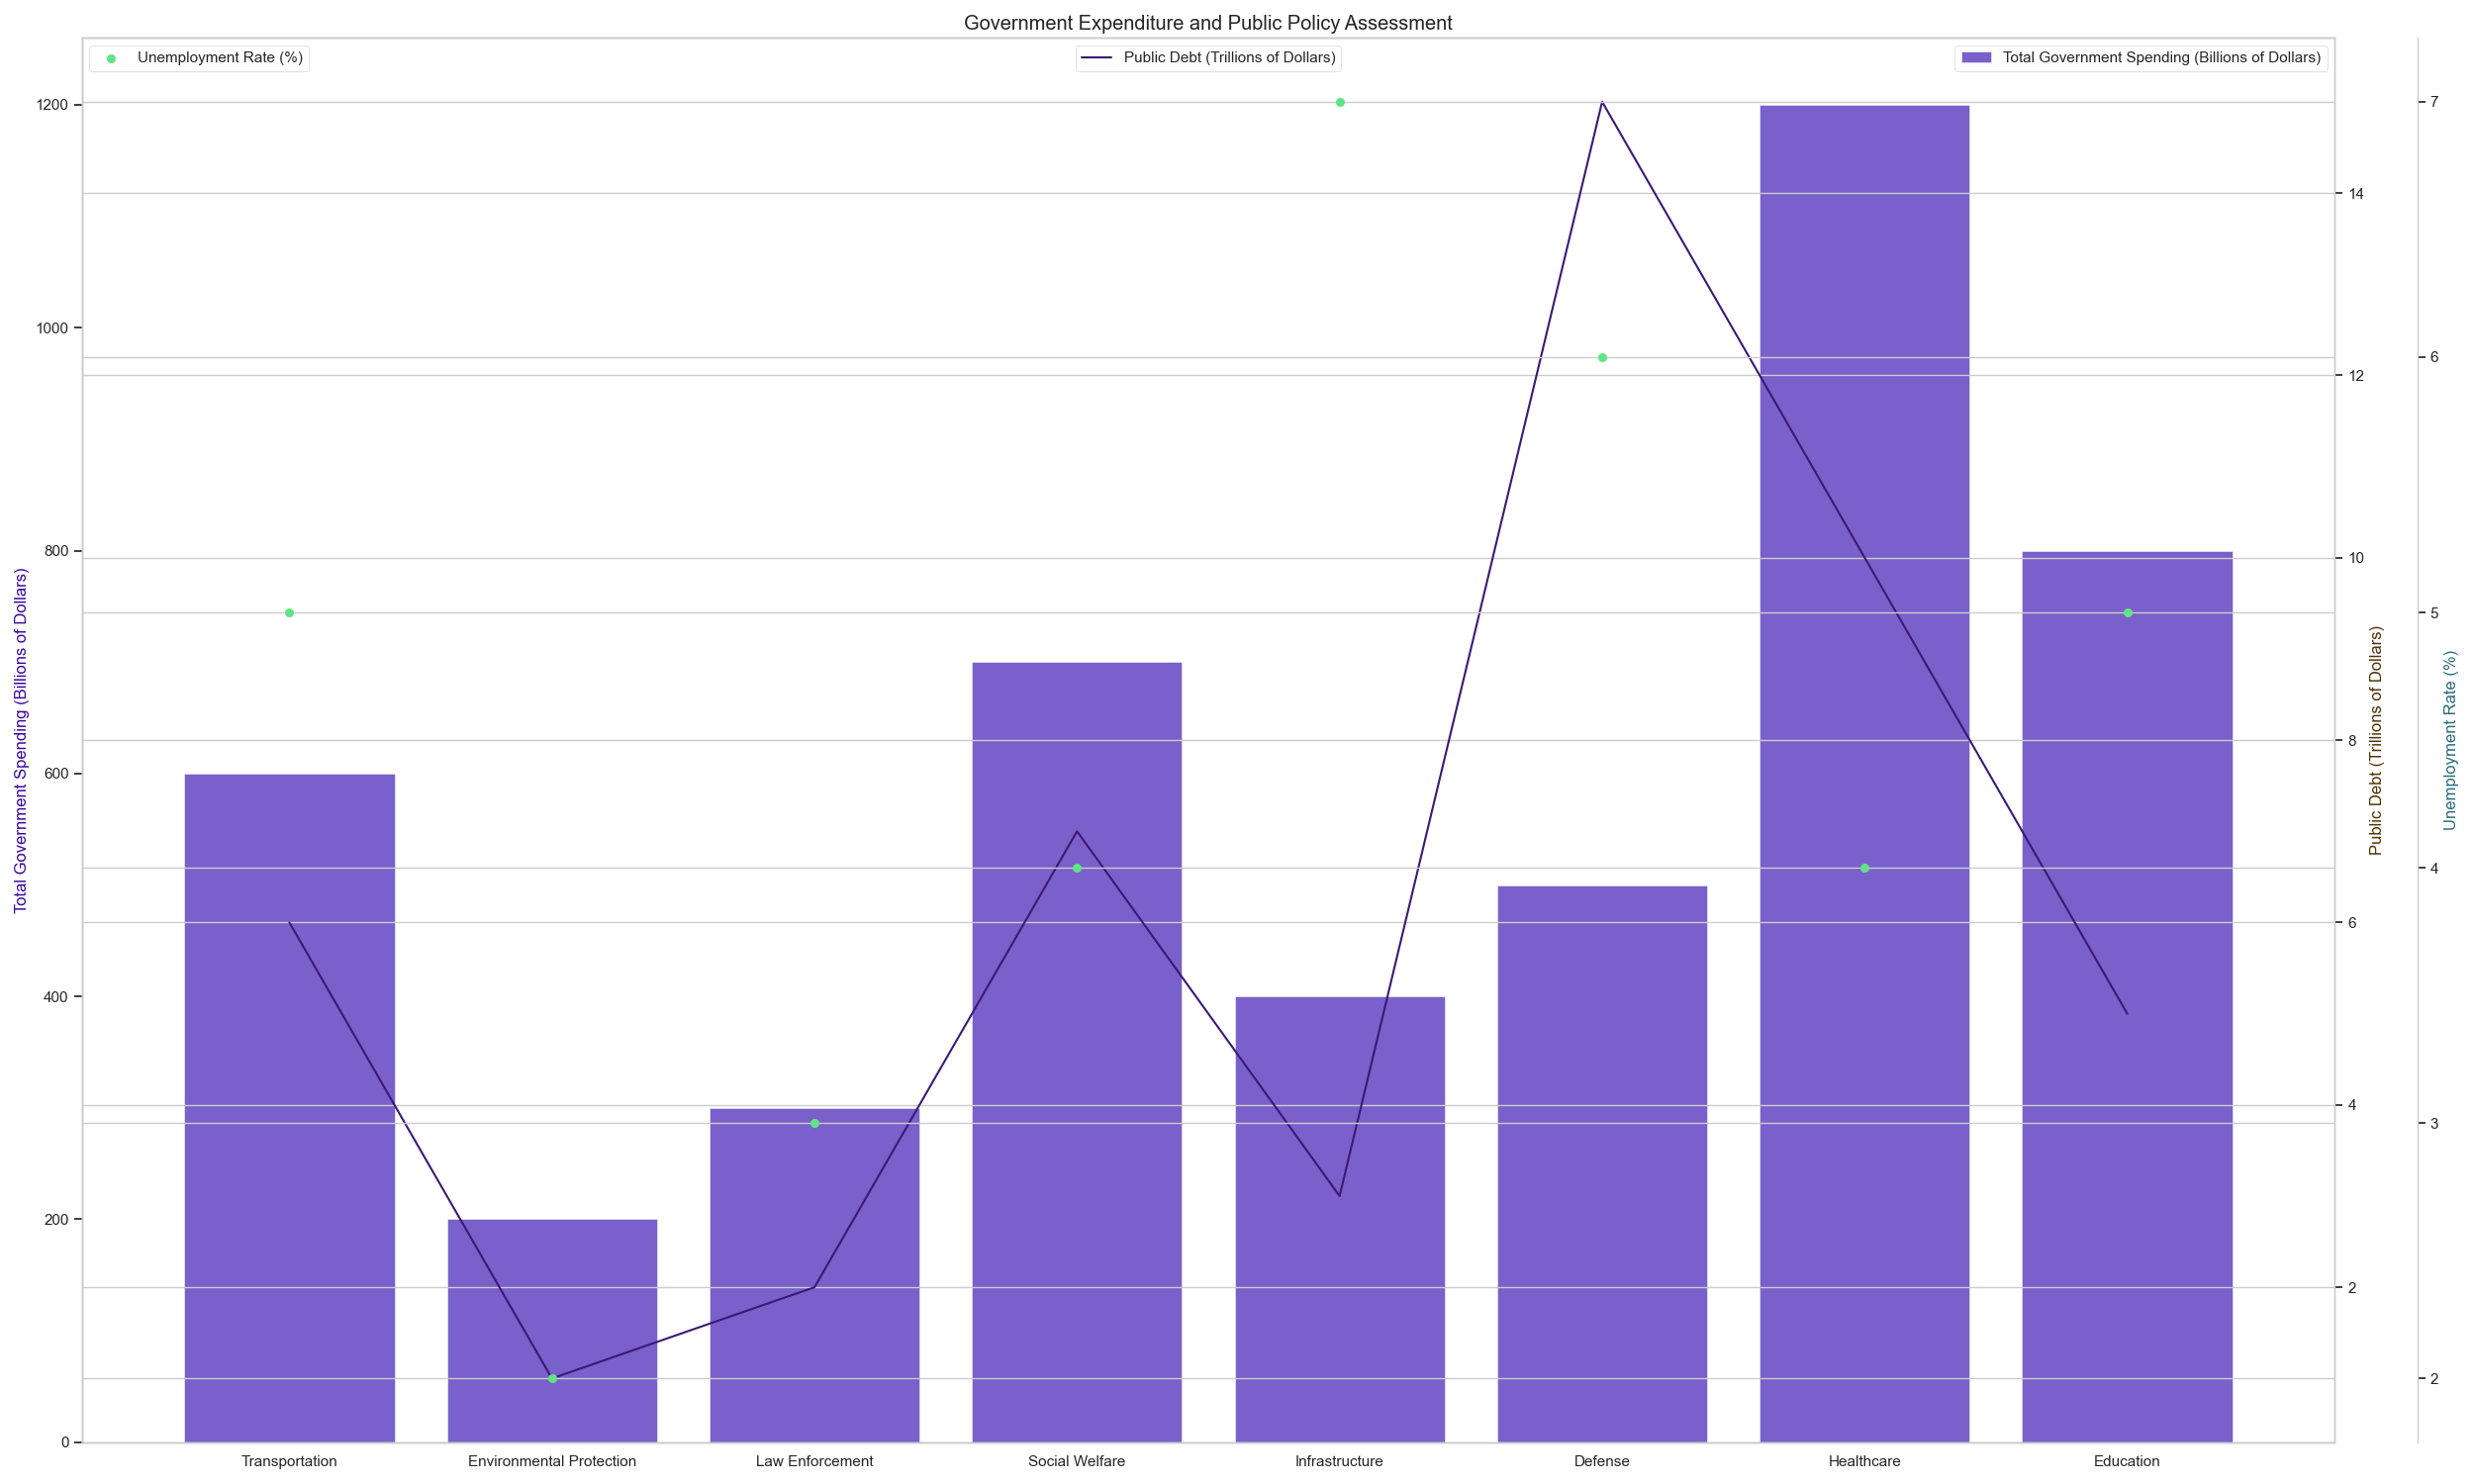 Government Expenditure and Public Policy Assessment
Unemployment Rate (%)
Public Debt (Trillions of Dollars)
Total Government Spending (Billions of Dollars)
Total Government Spending (Billions of Dollars)
1200
1000
800
600
400
200
0
14
12
10
8
6
4
2
Public Debt (Trillions of Dollars)
7
6
5
4
3
2
Unemployment Rate (%)
Transportation
Environmental Protection
Law Enforcement
Social Welfare
Infrastructure
Defense
Healthcare
Education